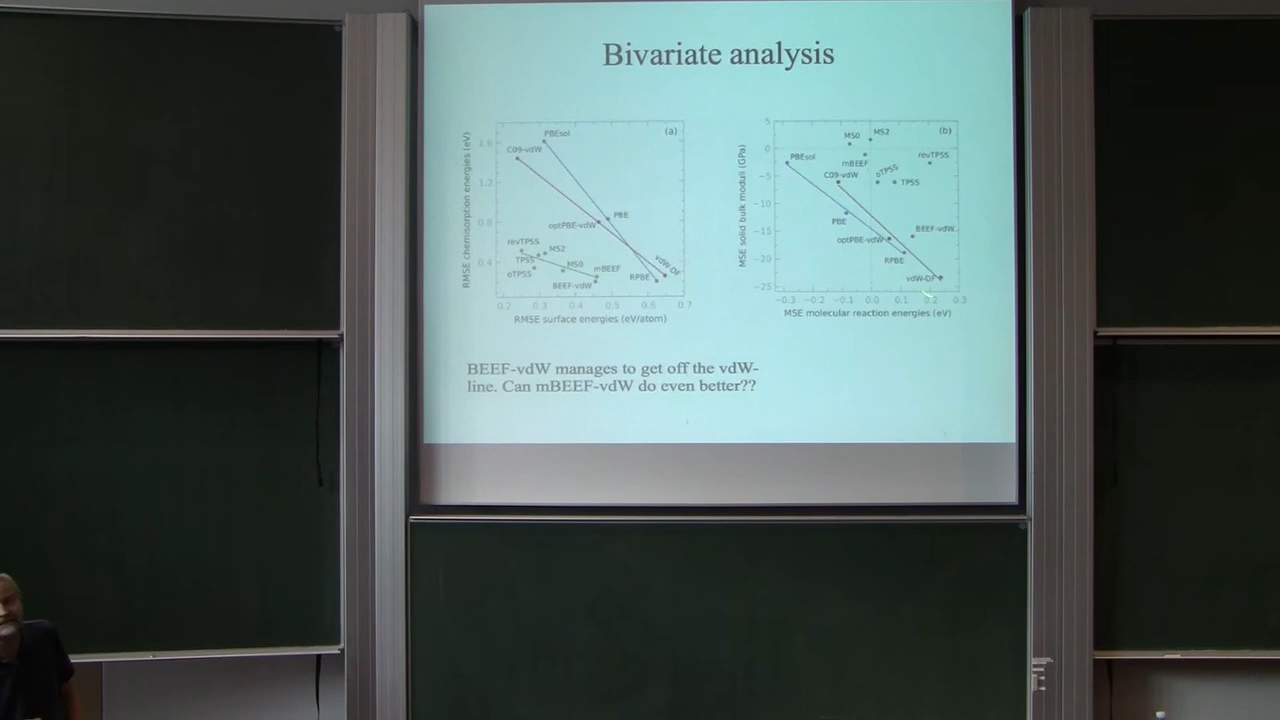 Bivariate analysis
(a)
RMSE chemisorption energies (eV)
1.6
1.2
0.8
0.4
PBEsol
C09-vdW
PBE
optPBE-vdW
revTPSS
MS2
TPSS
MS0
oTPSS
mBEEF
BEEF-vdW
RPBE
vdW-DF
0.2 0.3 0.4 0.5 0.6 0.7
RMSE surface energies (eV/atom)
(b)
MSE solid bulk moduli (GPa)
5
0
−5
−10
−15
−20
−25
MS0
MS2
PBEsol
mBEEF
revTPSS
C09-vdW
oTPSS
TPSS
PBE
optPBE-vdW
BEEF-vdW
RPBE
vdW-DF
−0.3 −0.2 −0.1 0.0 0.1 0.2 0.3
MSE molecular reaction energies (eV)
BEEF-vdW manages to get off the vdW-
line. Can mBEEF-vdW do even better??